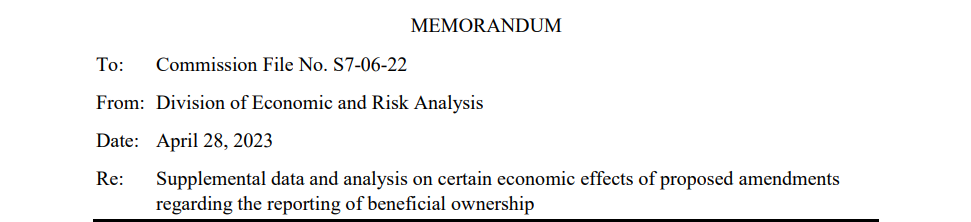 MEMORANDUM
To: Commission File No. S7-06-22
From: Division of Economic and Risk Analysis
Date: April 28, 2023
Re: Supplemental data and analysis on certain economic effects of proposed amendments
regarding the reporting of beneficial ownership